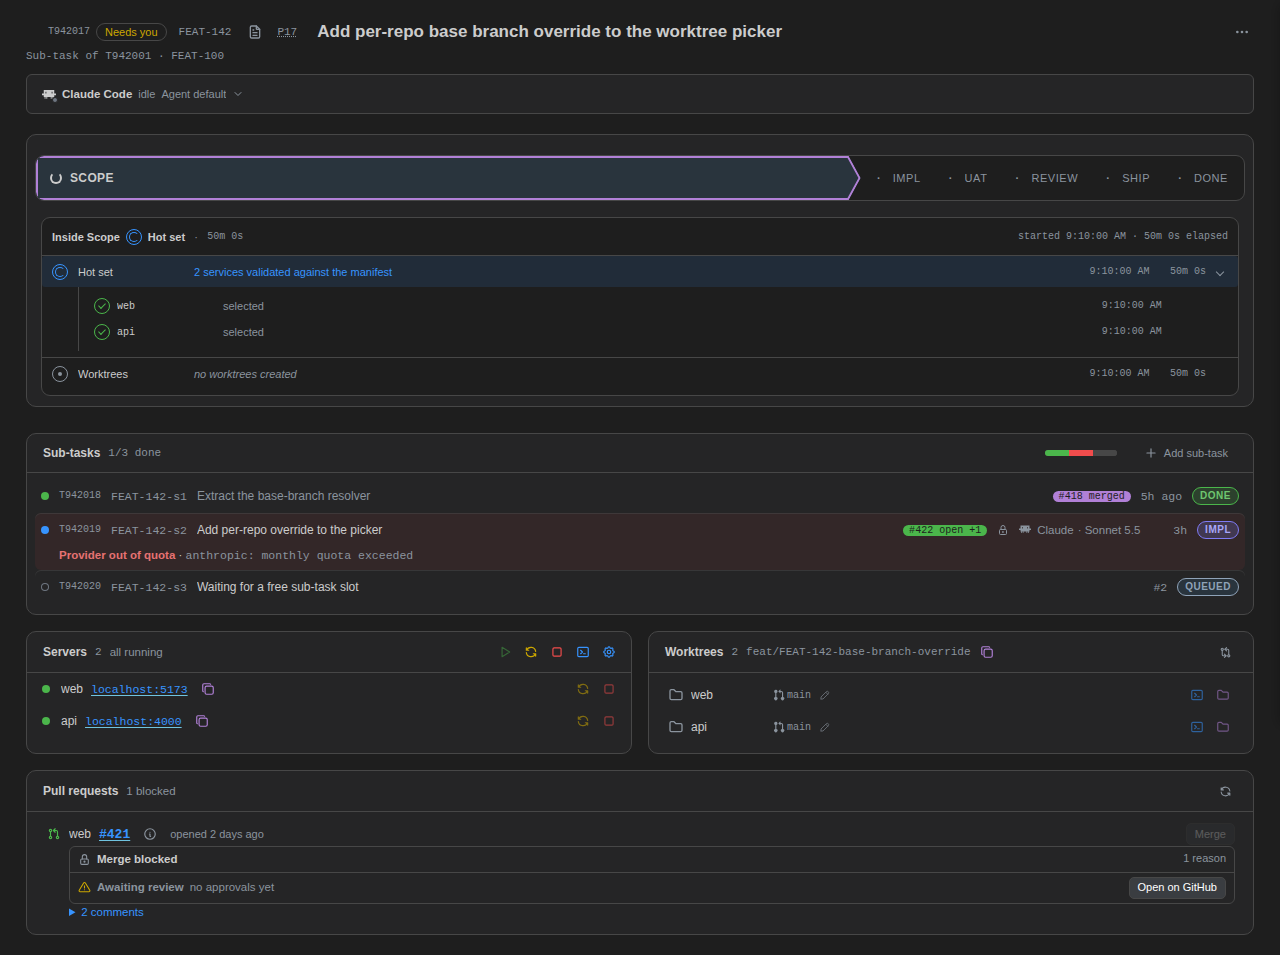 T942017 Needs you FEAT-142 P17 Add per-repo base branch override to the worktree picker
Sub-task of T942001 · FEAT-100
Claude Code idle Agent default
SCOPE · IMPL · UAT · REVIEW · SHIP · DONE
Inside Scope Hot set · 50m 0s started 9:10:00 AM · 50m 0s elapsed
Hot set 2 services validated against the manifest 9:10:00 AM 50m 0s
web selected 9:10:00 AM
api selected 9:10:00 AM
Worktrees no worktrees created 9:10:00 AM 50m 0s
Sub-tasks 1/3 done Add sub-task
T942018 FEAT-142-s1 Extract the base-branch resolver #418 merged 5h ago DONE
T942019 FEAT-142-s2 Add per-repo override to the picker #422 open +1 Claude · Sonnet 5.5 3h IMPL
Provider out of quota · anthropic: monthly quota exceeded
T942020 FEAT-142-s3 Waiting for a free sub-task slot #2 QUEUED
Servers 2 all running
web localhost:5173
api localhost:4000
Worktrees 2 feat/FEAT-142-base-branch-override
web main
api main
Pull requests 1 blocked
web #421 opened 2 days ago Merge
Merge blocked 1 reason
Awaiting review no approvals yet Open on GitHub
2 comments